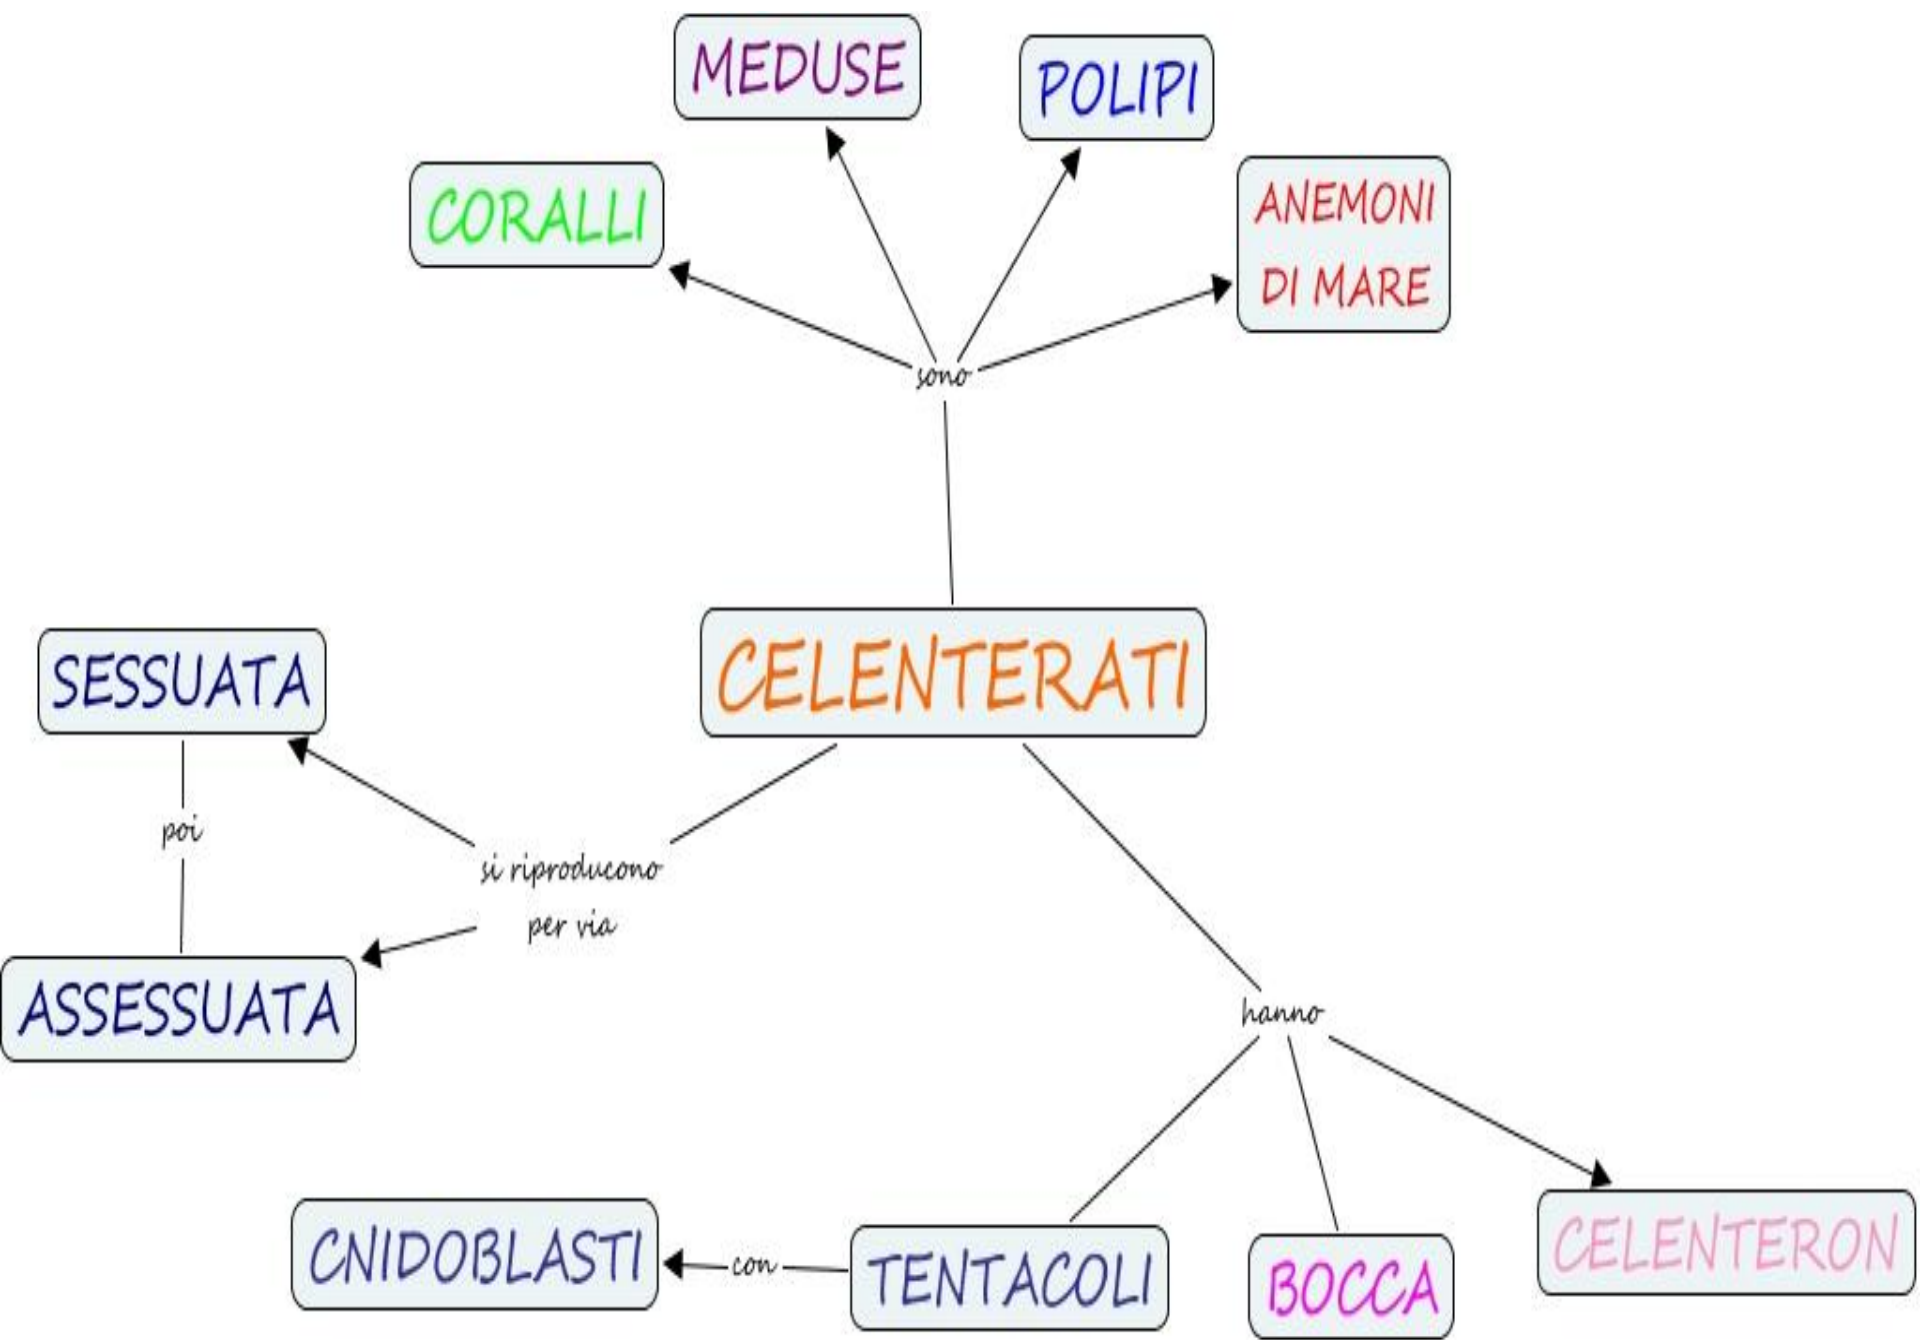 MEDUSE
POLIPI
CORALLI
ANEMONI
DI MARE
sono
CELENTERATI
SESSUATA
poi
si riproducono
per via
ASSESSUATA
hanno
CNIDOBLASTI
con
TENTACOLI
BOCCA
CELENTERON